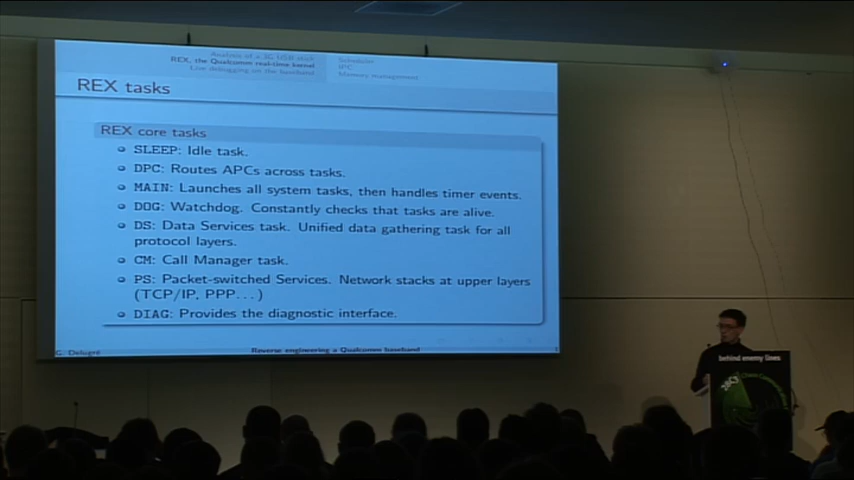 Analysis of a 3G USB stick
REX, the Qualcomm real-time kernel
Live debugging on the baseband
Scheduler
IPC
Memory management
REX tasks
REX core tasks
SLEEP: Idle task.
DPC: Routes APCs across tasks.
MAIN: Launches all system tasks, then handles timer events.
DOG: Watchdog. Constantly checks that tasks are alive.
DS: Data Services task. Unified data gathering task for all
protocol layers.
CM: Call Manager task.
PS: Packet-switched Services. Network stacks at upper layers
(TCP/IP, PPP...)
DIAG: Provides the diagnostic interface.
G. Delugré
Reverse engineering a Qualcomm baseband
behind enemy lines
28C3